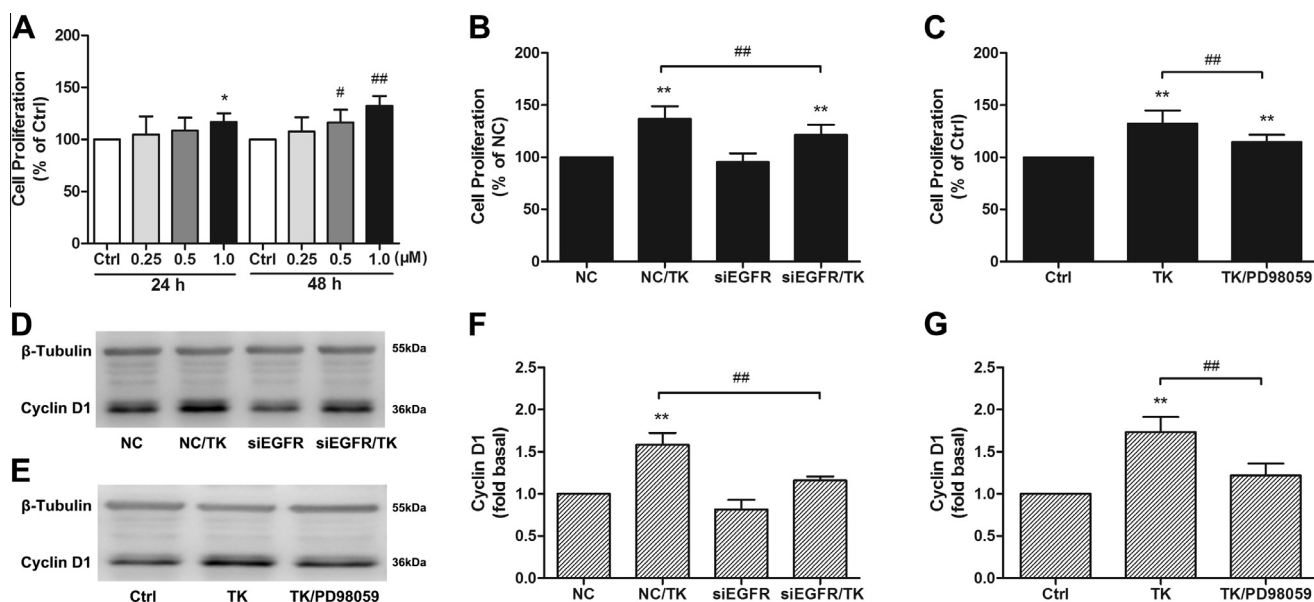 A
Cell Proliferation
(% of Ctrl)
200
150
100
50
0
*
#
##
Ctrl 0.25 0.5 1.0 Ctrl 0.25 0.5 1.0 (μM)
24 h 48 h
B
Cell Proliferation
(% of NC)
200
150
100
50
0
##
** **
NC NC/TK siEGFR siEGFR/TK
C
Cell Proliferation
(% of Ctrl)
200
150
100
50
0
##
** **
Ctrl TK TK/PD98059
D
β-Tubulin 55kDa
Cyclin D1 36kDa
NC NC/TK siEGFR siEGFR/TK
E
β-Tubulin 55kDa
Cyclin D1 36kDa
Ctrl TK TK/PD98059
F
Cyclin D1
(fold basal)
2.5
2.0
1.5
1.0
0.5
0.0
##
**
NC NC/TK siEGFR siEGFR/TK
G
Cyclin D1
(fold basal)
2.5
2.0
1.5
1.0
0.5
0.0
##
**
Ctrl TK TK/PD98059